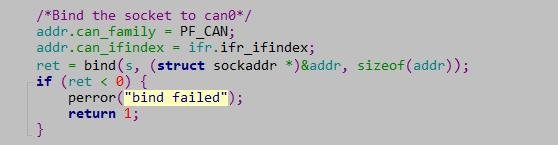 /*Bind the socket to can0*/
addr.can_family = PF_CAN;
addr.can_ifindex = ifr.ifr_ifindex;
ret = bind(s, (struct sockaddr *)&addr, sizeof(addr));
if (ret < 0) {
    perror("bind failed");
    return 1;
}